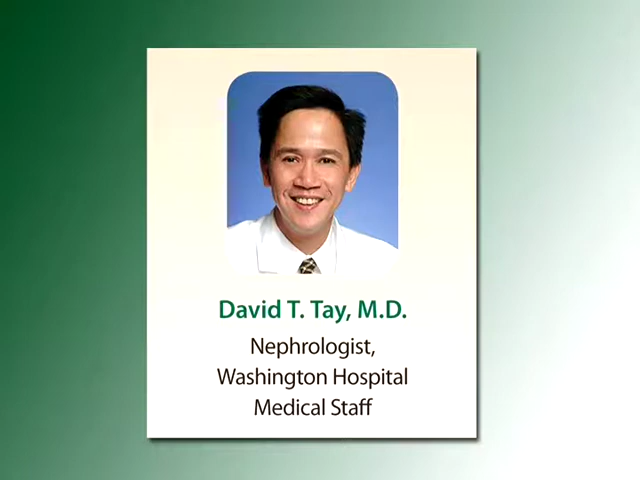 David T. Tay, M.D.
Nephrologist,
Washington Hospital
Medical Staff